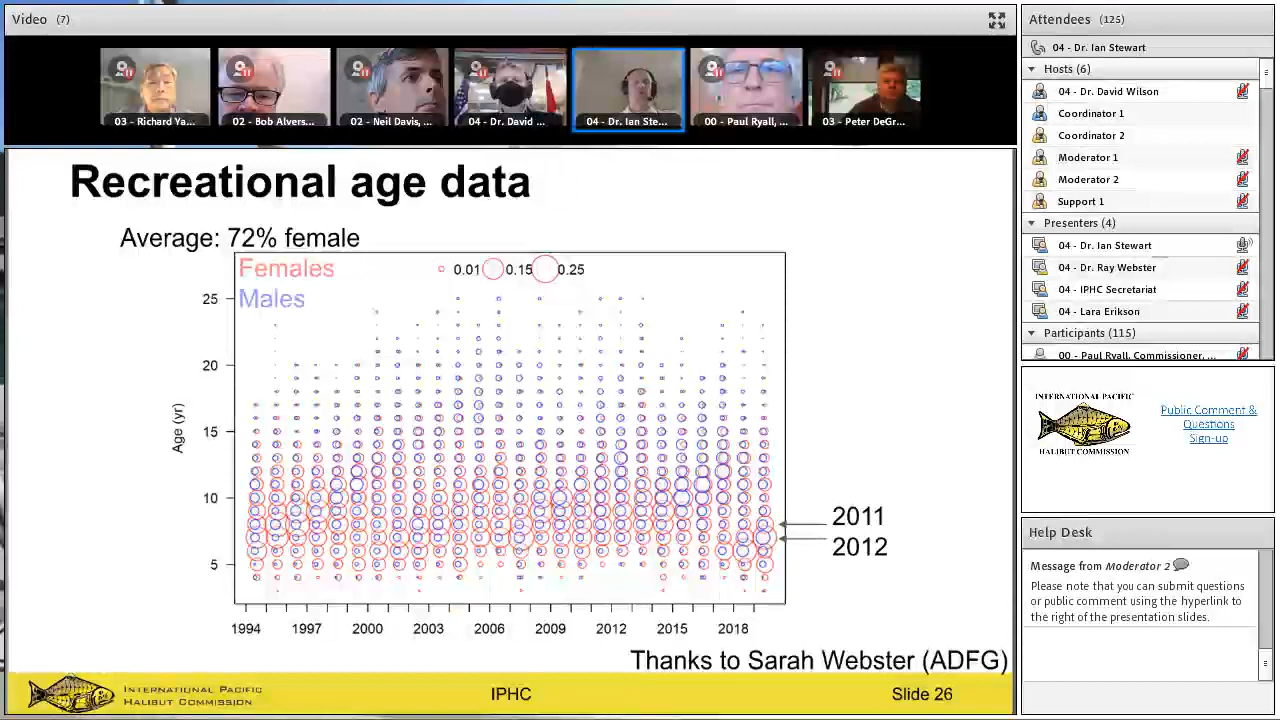 Video (7)
03 - Richard Ya...
02 - Bob Alvers...
02 - Neil Davis, ...
04 - Dr. David ...
04 - Dr. Ian Ste...
00 - Paul Ryall, ...
03 - Peter DeGr...
Recreational age data
Average: 72% female
Females
Males
0.01
0.15
0.25
25
20
15
10
5
Age (yr)
1994
1997
2000
2003
2006
2009
2012
2015
2018
2011
2012
Thanks to Sarah Webster (ADFG)
INTERNATIONAL PACIFIC
HALIBUT COMMISSION
IPHC
Slide 26
Attendees (125)
04 - Dr. Ian Stewart
Hosts (6)
04 - Dr. David Wilson
Coordinator 1
Coordinator 2
Moderator 1
Moderator 2
Support 1
Presenters (4)
04 - Dr. Ian Stewart
04 - Dr. Ray Webster
04 - IPHC Secretariat
04 - Lara Erikson
Participants (115)
00 - Paul Ryall, Commissioner, ...
INTERNATIONAL PACIFIC
HALIBUT COMMISSION
Public Comment &
Questions
Sign-up
Help Desk
Message from Moderator 2
Please note that you can submit questions
or public comment using the hyperlink to
the right of the presentation slides.